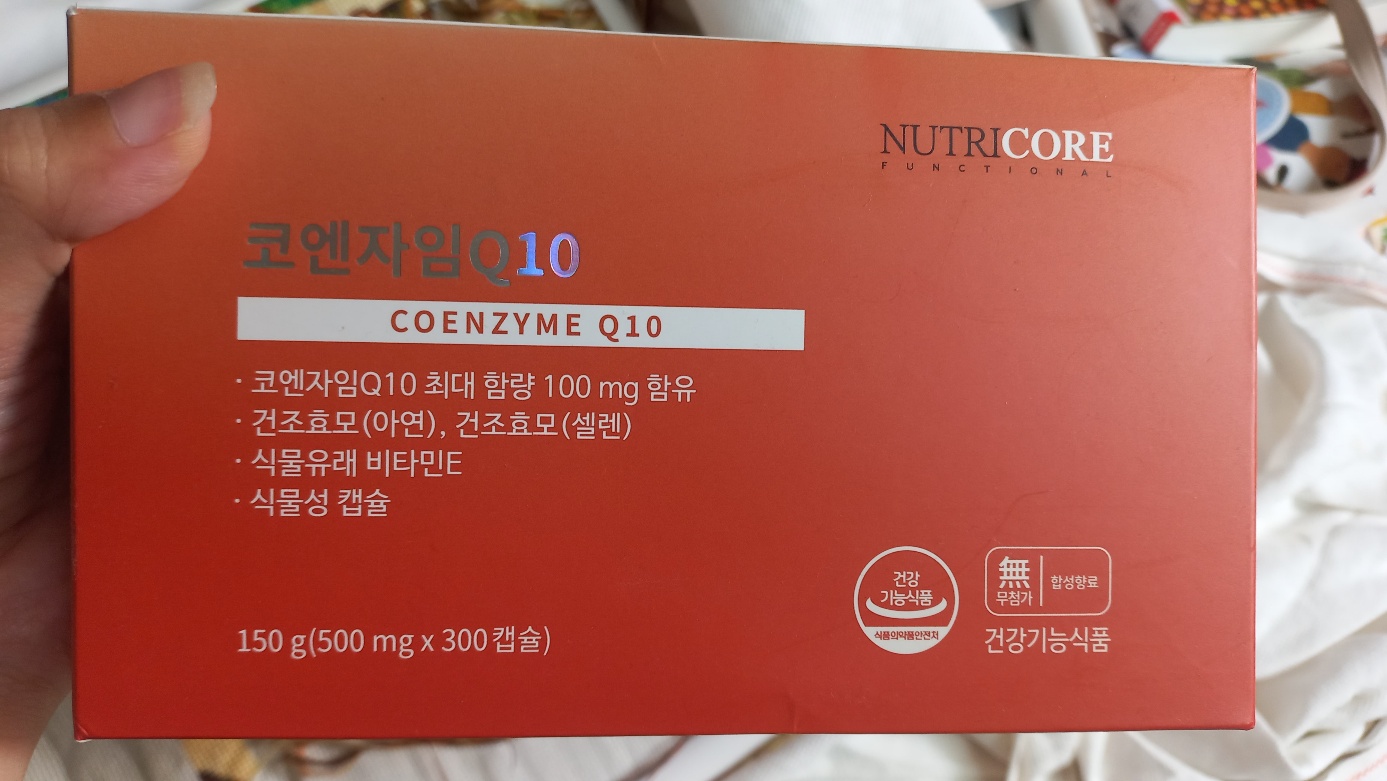 NUTRICORE
FUNCTIONAL
코엔자임Q10
COENZYME Q10
· 코엔자임Q10 최대 함량 100 mg 함유
· 건조효모(아연), 건조효모(셀렌)
· 식물유래 비타민E
· 식물성 캡슐
건강
기능식품
식품의약품안전처
無
무첨가
합성향료
150 g(500 mg x 300캡슐)
건강기능식품